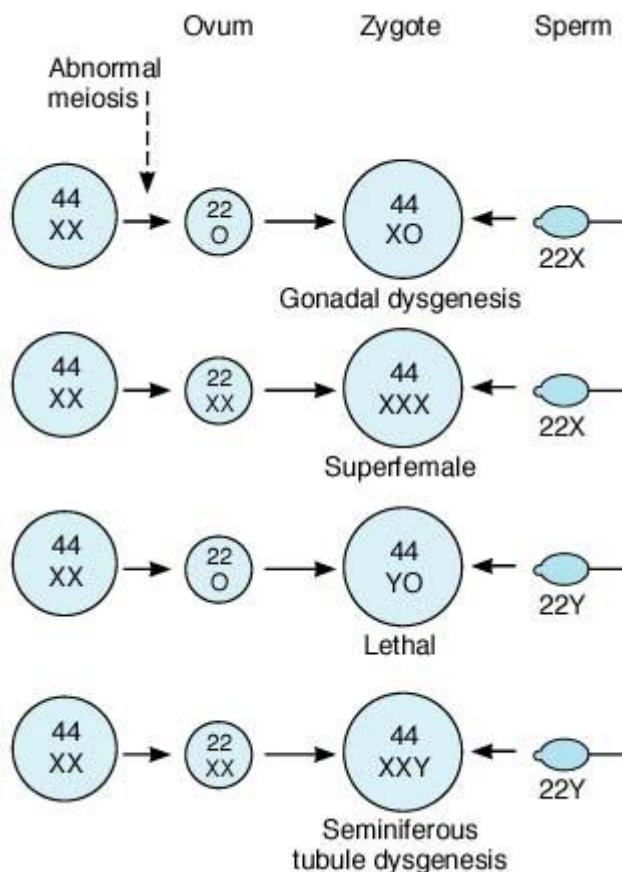 Ovum Zygote Sperm
Abnormal
meiosis
44
XX
22
O
44
XO
22X
Gonadal dysgenesis
44
XX
22
XX
44
XXX
22X
Superfemale
44
XX
22
O
44
YO
22Y
Lethal
44
XX
22
XX
44
XXY
22Y
Seminiferous
tubule dysgenesis